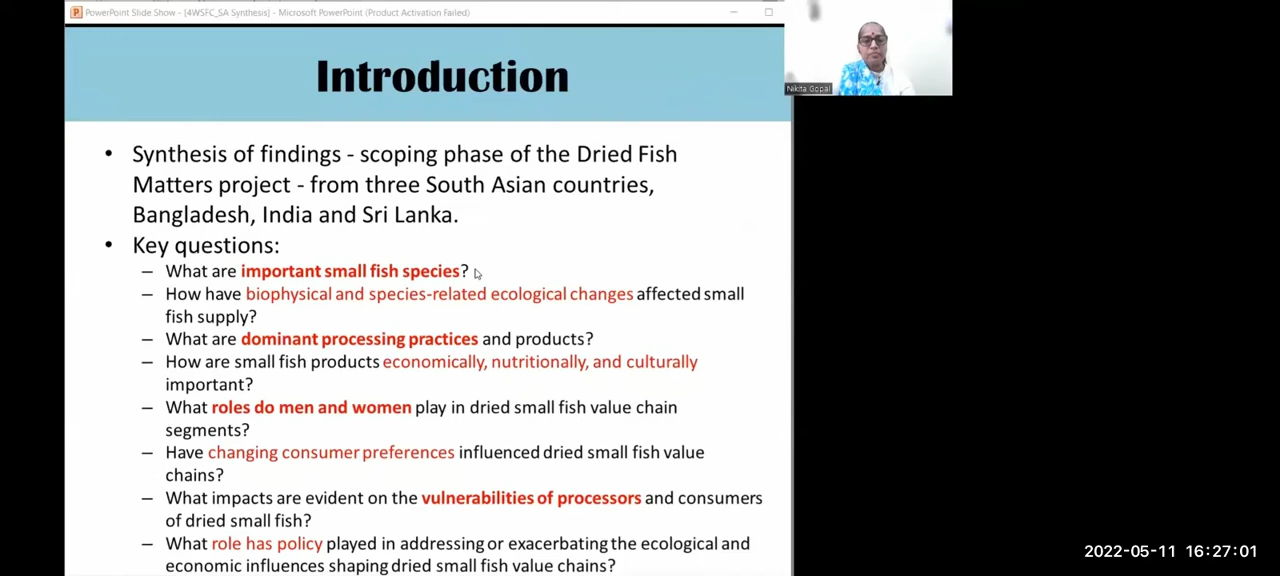 PowerPoint Slide Show - [4WSFC_SA Synthesis] - Microsoft PowerPoint (Product Activation Failed)
Introduction
Nikita Gopal
• Synthesis of findings - scoping phase of the Dried Fish
Matters project - from three South Asian countries,
Bangladesh, India and Sri Lanka.
• Key questions:
– What are important small fish species?
– How have biophysical and species-related ecological changes affected small
fish supply?
– What are dominant processing practices and products?
– How are small fish products economically, nutritionally, and culturally
important?
– What roles do men and women play in dried small fish value chain
segments?
– Have changing consumer preferences influenced dried small fish value
chains?
– What impacts are evident on the vulnerabilities of processors and consumers
of dried small fish?
– What role has policy played in addressing or exacerbating the ecological and
economic influences shaping dried small fish value chains?
2022-05-11 16:27:01